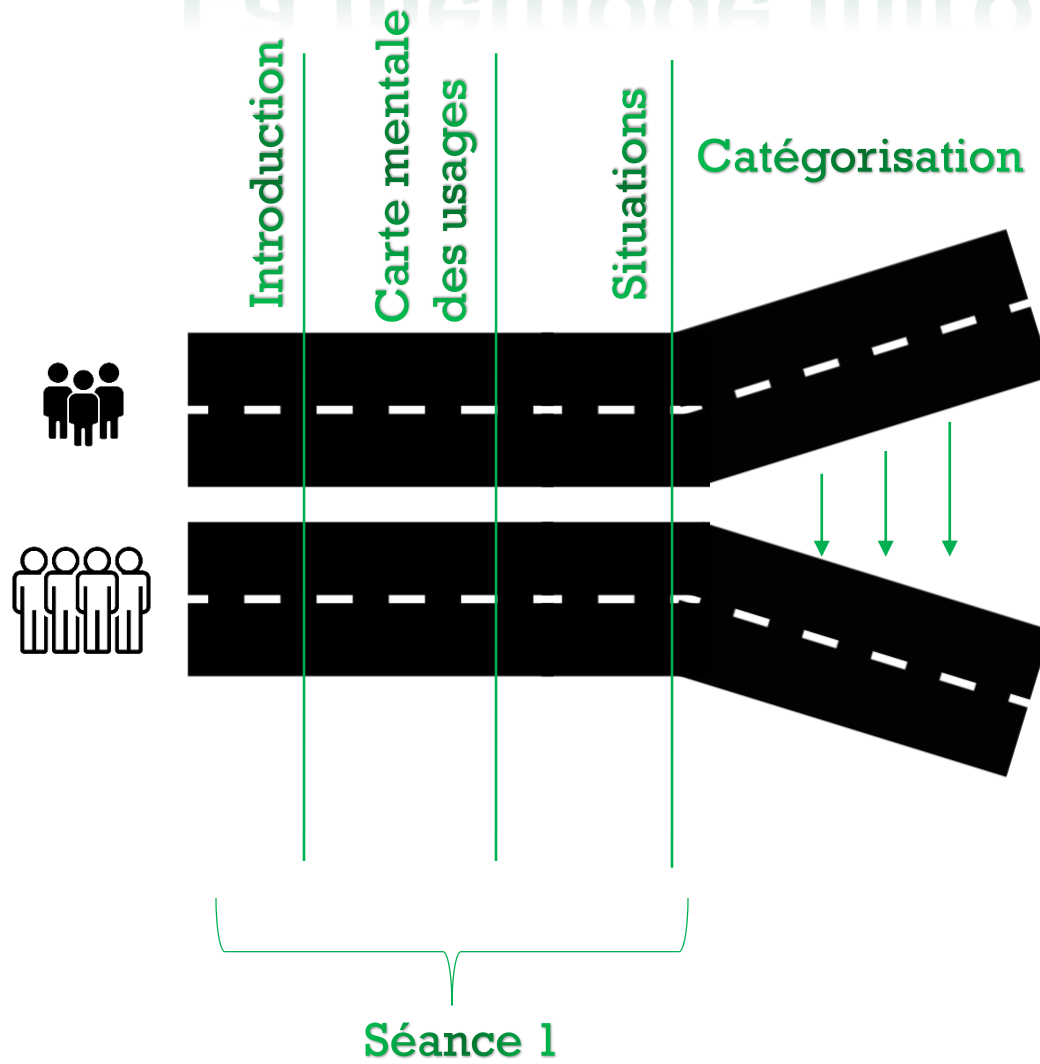 Introduction
Carte mentale
des usages
Situations
Catégorisation
Séance 1